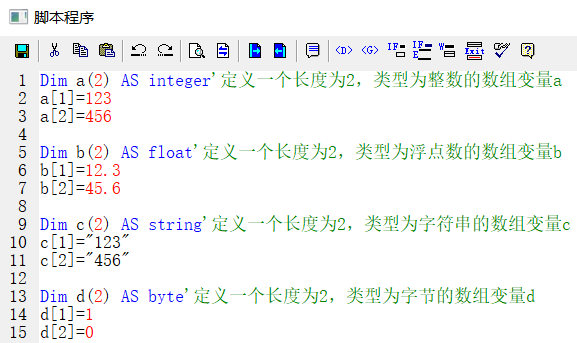 脚本程序
<D> <G> IF= IF= E W= Exit
1 Dim a(2) AS integer'定义一个长度为2，类型为整数的数组变量a
2 a[1]=123
3 a[2]=456
4
5 Dim b(2) AS float'定义一个长度为2，类型为浮点数的数组变量b
6 b[1]=12.3
7 b[2]=45.6
8
9 Dim c(2) AS string'定义一个长度为2，类型为字符串的数组变量c
10 c[1]="123"
11 c[2]="456"
12
13 Dim d(2) AS byte'定义一个长度为2，类型为字节的数组变量d
14 d[1]=1
15 d[2]=0